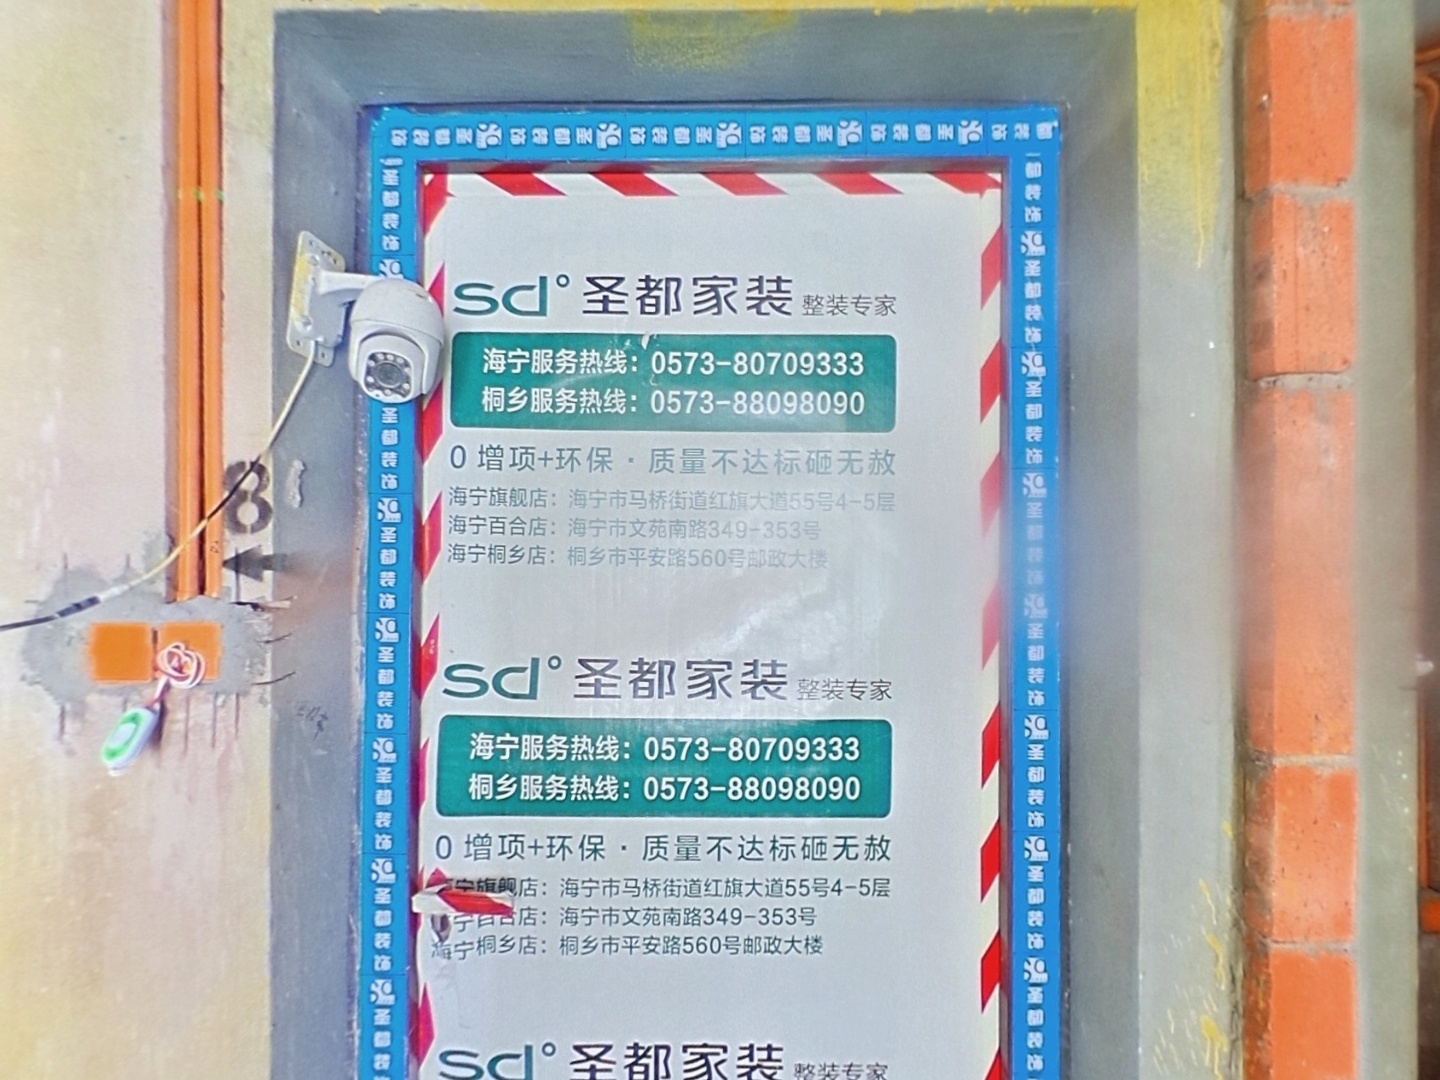 sd° 圣都家装 整装专家
海宁服务热线：0573-80709333
桐乡服务热线：0573-88098090
0 增项+环保 · 质量不达标砸无赦
海宁旗舰店：海宁市马桥街道红旗大道55号4-5层
海宁百合店：海宁市文苑南路349-353号
海宁桐乡店：桐乡市平安路560号邮政大楼
8
sd° 圣都家装 整装专家
海宁服务热线：0573-80709333
桐乡服务热线：0573-88098090
0 增项+环保 · 质量不达标砸无赦
宁旗舰店：海宁市马桥街道红旗大道55号4-5层
宁百合店：海宁市文苑南路349-353号
海宁桐乡店：桐乡市平安路560号邮政大楼
sd° 圣都家装 整装专家